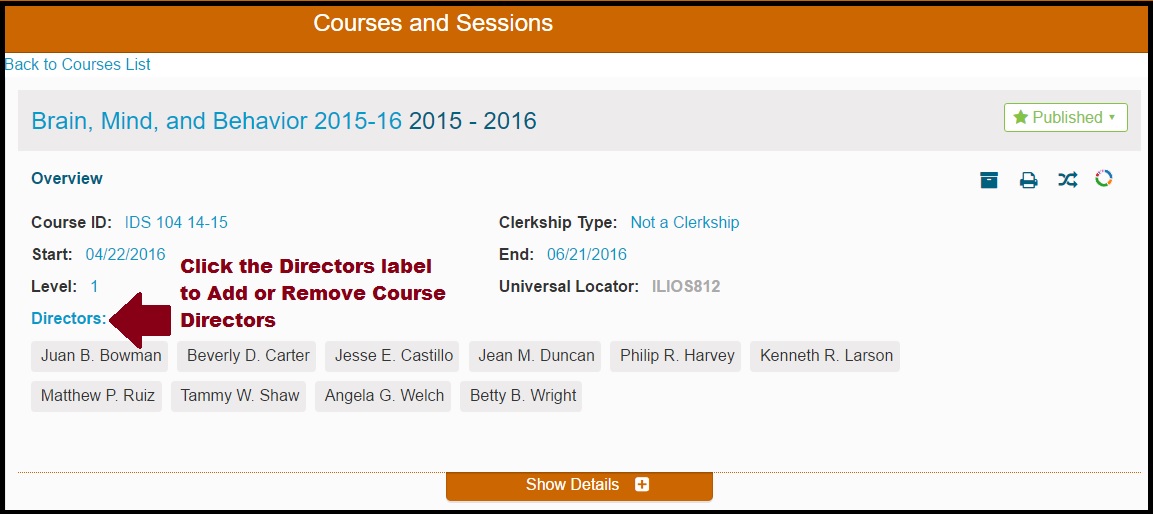 Courses and Sessions
Back to Courses List
Brain, Mind, and Behavior 2015-16 2015 - 2016
Published
Overview
Course ID: IDS 104 14-15
Clerkship Type: Not a Clerkship
Start: 04/22/2016
End: 06/21/2016
Level: 1
Universal Locator: ILIOS812
Click the Directors label
to Add or Remove Course
Directors
Directors:
Juan B. Bowman Beverly D. Carter Jesse E. Castillo Jean M. Duncan Philip R. Harvey Kenneth R. Larson
Matthew P. Ruiz Tammy W. Shaw Angela G. Welch Betty B. Wright
Show Details